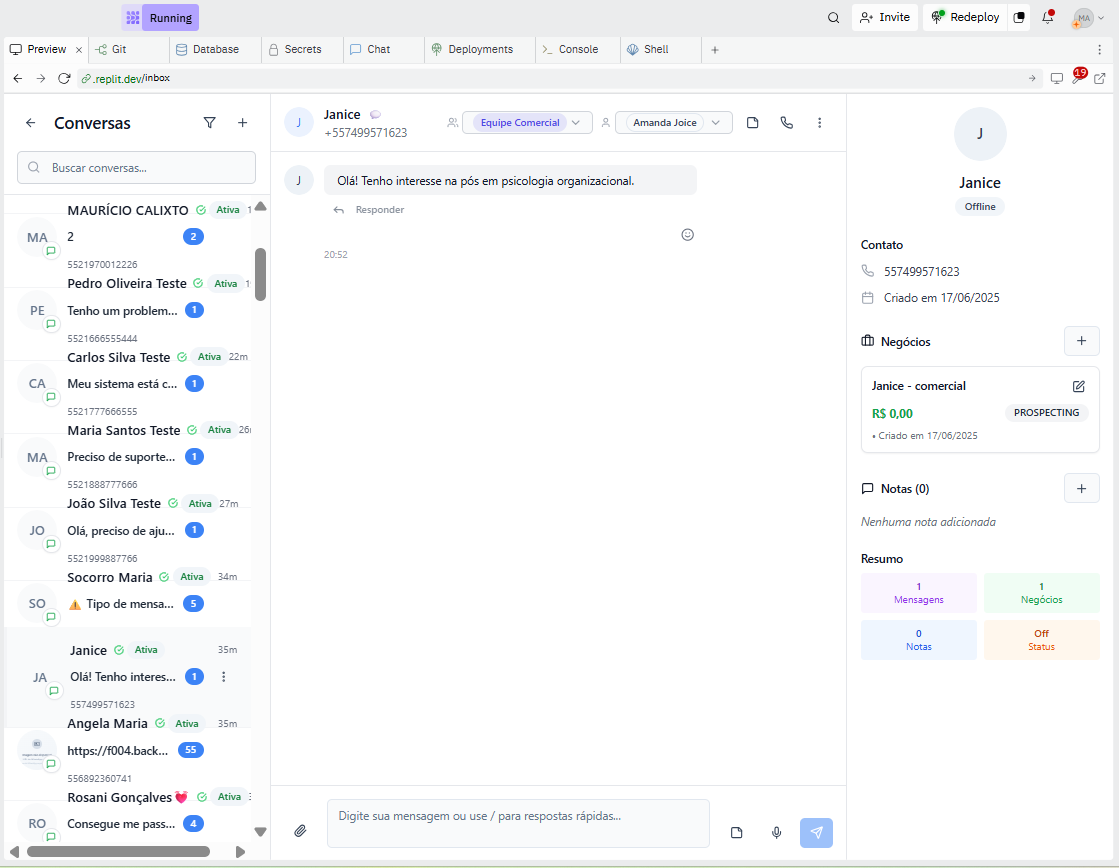 Running
Invite
Redeploy
MA
Preview
Git
Database
Secrets
Chat
Deployments
Console
Shell
.replit.dev/inbox
19
Conversas
Buscar conversas...
MAURÍCIO CALIXTO Ativa 1
MA
2 2
5521970012226
Pedro Oliveira Teste Ativa 1
PE
Tenho um problem... 1
5521666555444
Carlos Silva Teste Ativa 22m
CA
Meu sistema está c... 1
5521777666555
Maria Santos Teste Ativa 26
MA
Preciso de suporte... 1
5521888777666
João Silva Teste Ativa 27m
JO
Olá, preciso de aju... 1
5521999887766
Socorro Maria Ativa 34m
SO
Tipo de mensa... 5
Janice Ativa 35m
JA
Olá! Tenho interes... 1
557499571623
Angela Maria Ativa 35m
https://f004.back... 55
556892360741
Rosani Gonçalves Ativa
RO
Consegue me pass... 4
J
Janice
+557499571623
Equipe Comercial
Amanda Joice
J
Olá! Tenho interesse na pós em psicologia organizacional.
Responder
20:52
Digite sua mensagem ou use / para respostas rápidas...
J
Janice
Offline
Contato
557499571623
Criado em 17/06/2025
Negócios
Janice - comercial
R$ 0,00 PROSPECTING
• Criado em 17/06/2025
Notas (0)
Nenhuma nota adicionada
Resumo
1
Mensagens
1
Negócios
0
Notas
Off
Status